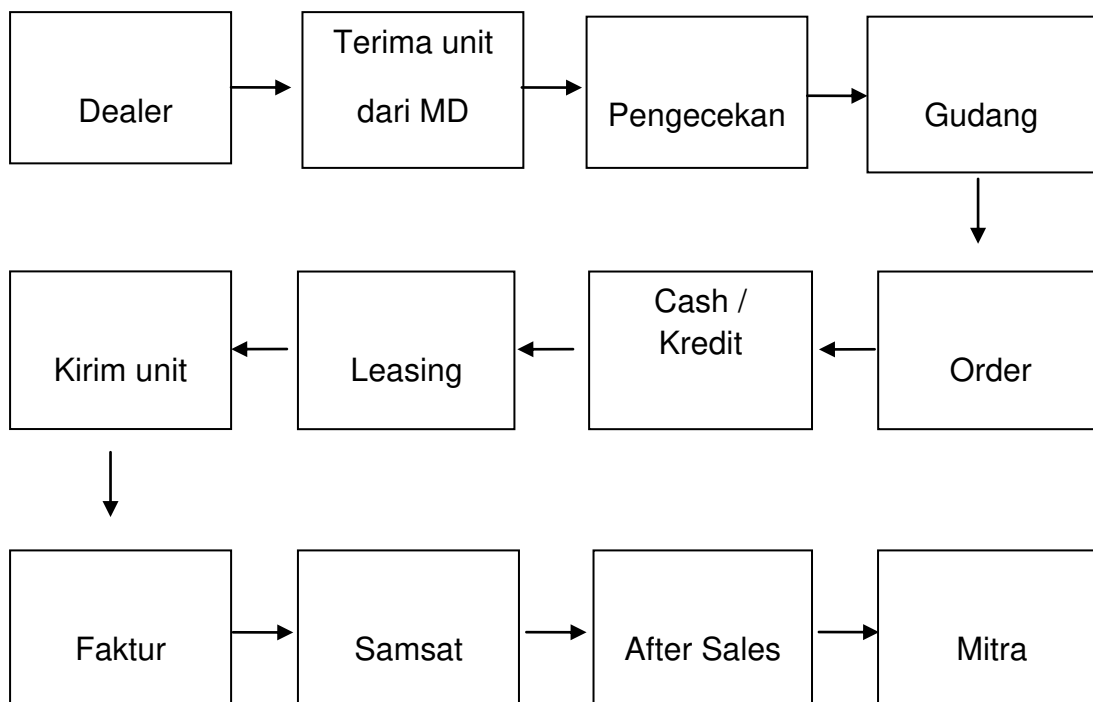 Dealer
Terima unit
dari MD
Pengecekan
Gudang
Kirim unit
Leasing
Cash /
Kredit
Order
Faktur
Samsat
After Sales
Mitra